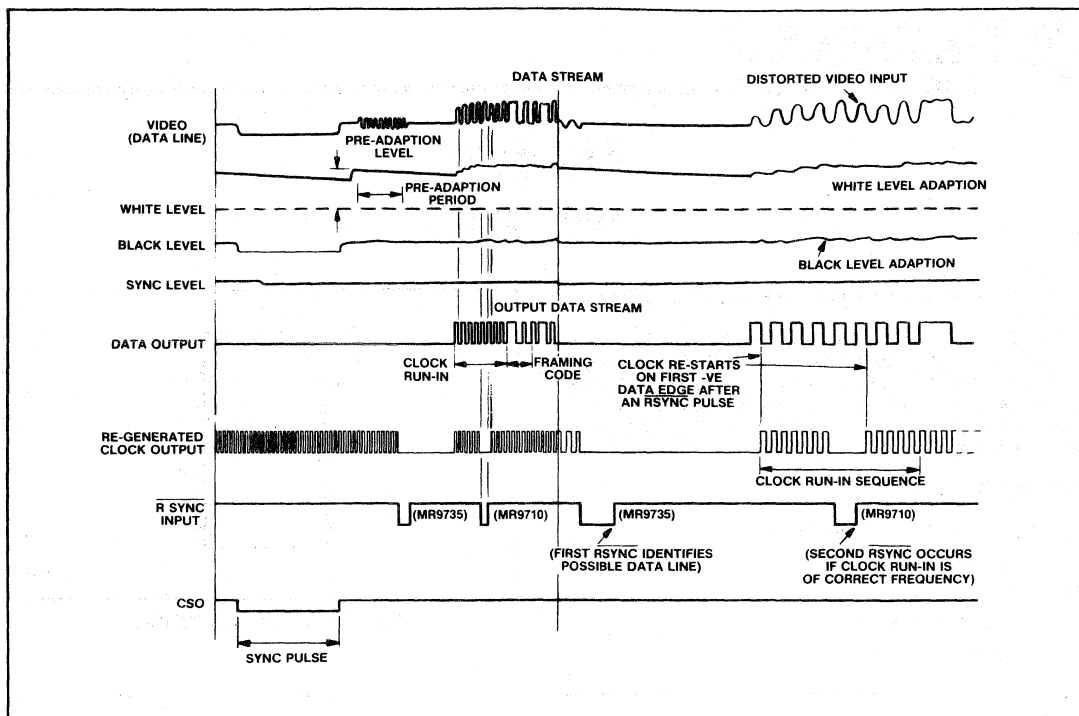 DATA STREAM
DISTORTED VIDEO INPUT
VIDEO
(DATA LINE)
PRE-ADAPTION
LEVEL
PRE-ADAPTION
PERIOD
WHITE LEVEL ADAPTION
WHITE LEVEL
BLACK LEVEL
BLACK LEVEL ADAPTION
SYNC LEVEL
OUTPUT DATA STREAM
DATA OUTPUT
CLOCK
RUN-IN
FRAMING
CODE
CLOCK RE-STARTS
ON FIRST -VE
DATA EDGE AFTER
AN RSYNC PULSE
RE-GENERATED
CLOCK OUTPUT
CLOCK RUN-IN SEQUENCE
R SYNC
INPUT
(MR9735)
(MR9710)
(MR9735)
(MR9710)
(FIRST RSYNC IDENTIFIES
POSSIBLE DATA LINE)
(SECOND RSYNC OCCURS
IF CLOCK RUN-IN IS
OF CORRECT FREQUENCY)
CSO
SYNC PULSE